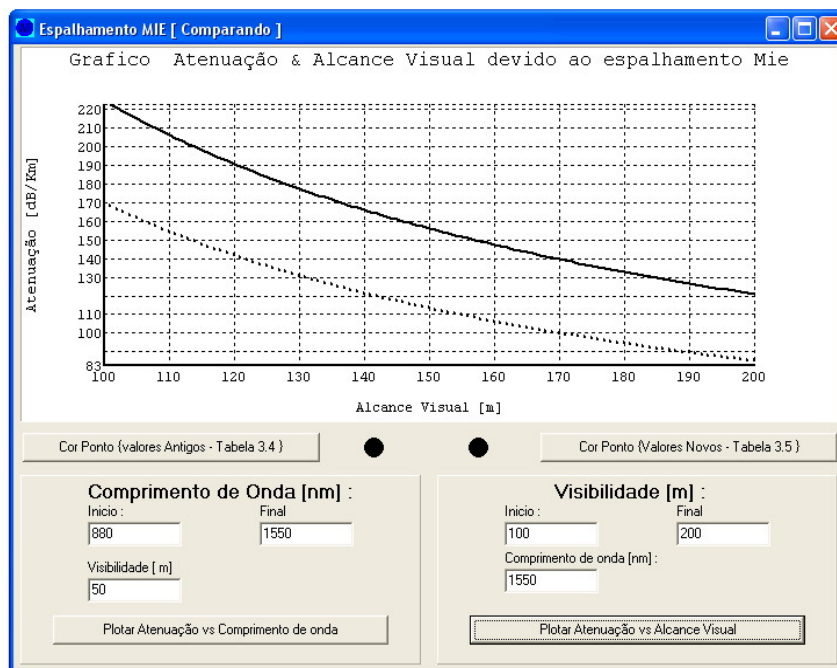 Espalhamento MIE [ Comparando ]
Grafico Atenuação & Alcance Visual devido ao espalhamento Mie
Atenuação [dB/Km]
220
210
200
190
180
170
160
150
140
130
110
100
83
100 110 120 130 140 150 160 170 180 190 200
Alcance Visual [m]
Cor Ponto {valores Antigos - Tabela 3.4 }
Cor Ponto {Valores Novos - Tabela 3.5 }
Comprimento de Onda [nm] :
Inicio : Final
880 1550
Visibilidade [ m]
50
Plotar Atenuação vs Comprimento de onda
Visibilidade [m] :
Inicio : Final
100 200
Comprimento de onda [nm] :
1550
Plotar Atenuação vs Alcance Visual